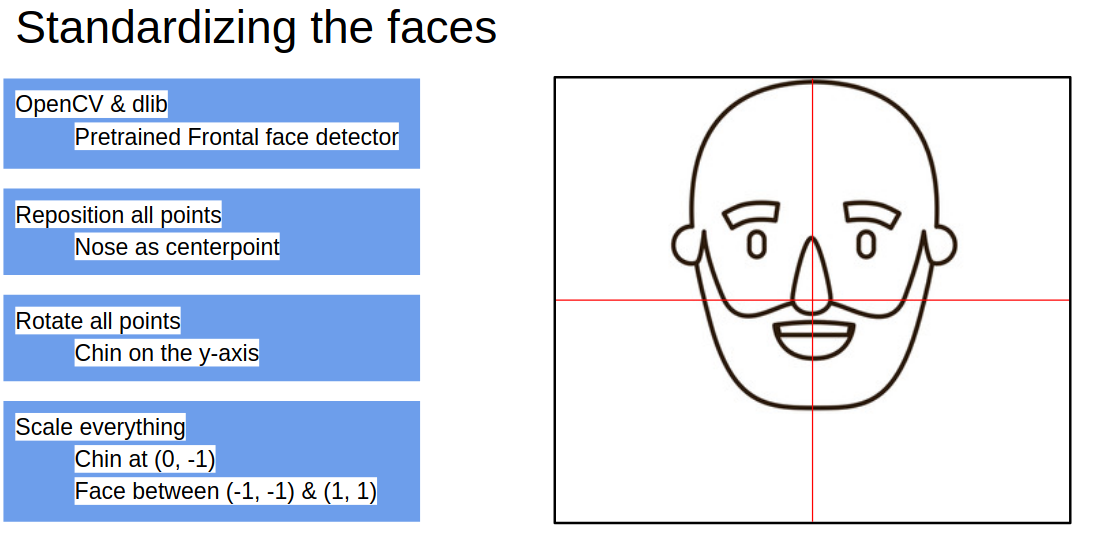 Standardizing the faces
OpenCV & dlib
Pretrained Frontal face detector
Reposition all points
Nose as centerpoint
Rotate all points
Chin on the y-axis
Scale everything
Chin at (0, -1)
Face between (-1, -1) & (1, 1)